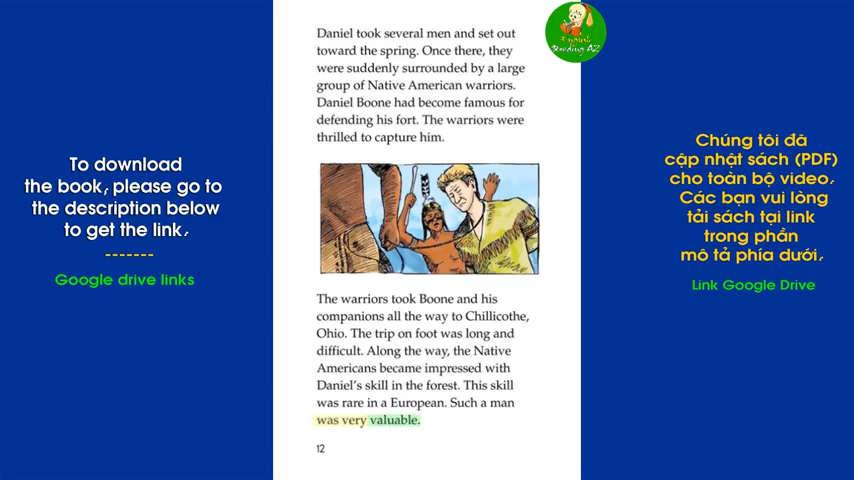 To download
the book, please go to
the description below
to get the link,
-------
Google drive links
Daniel took several men and set out
toward the spring. Once there, they
were suddenly surrounded by a large
group of Native American warriors.
Daniel Boone had become famous for
defending his fort. The warriors were
thrilled to capture him.
The warriors took Boone and his
companions all the way to Chillicothe,
Ohio. The trip on foot was long and
difficult. Along the way, the Native
Americans became impressed with
Daniel's skill in the forest. This skill
was rare in a European. Such a man
was very valuable.
12
Reading AZ
Chúng tôi đã
cập nhật sách (PDF)
cho toàn bộ video,
Các bạn vui lòng
tải sách tại link
trong phần
mô tả phía dưới,
Link Google Drive